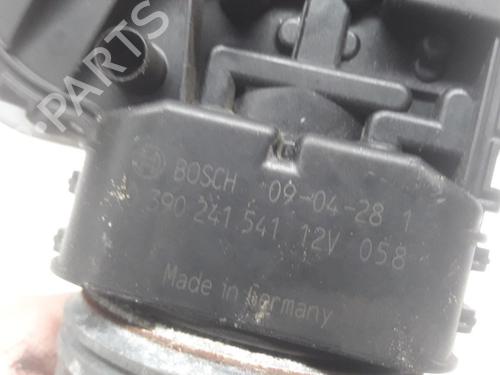 PARTS
BOSCH 09-04-28 1
390 241 541 12V 058
Made in Germany